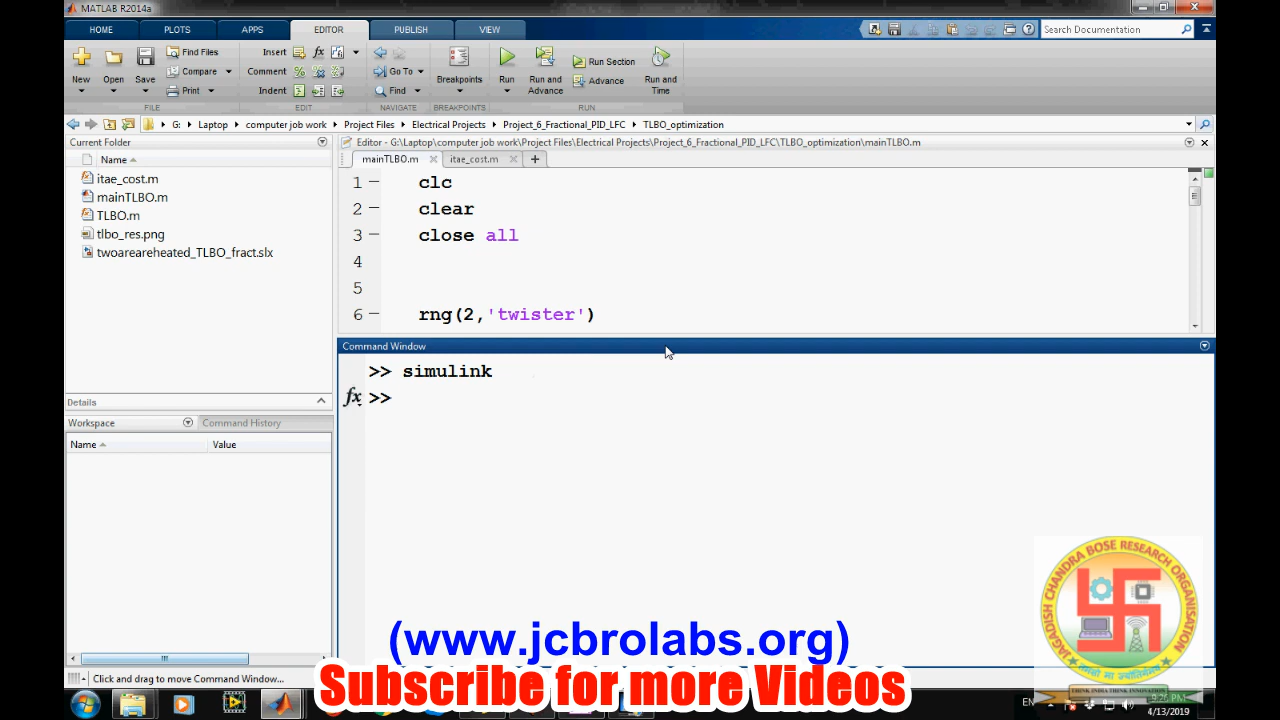 MATLAB R2014a
HOME PLOTS APPS EDITOR PUBLISH VIEW
Search Documentation
New Open Save Find Files Compare Print
Insert Comment Indent
Go To Find
Breakpoints
Run Run and Advance Run Section Advance Run and Time
FILE EDIT NAVIGATE BREAKPOINTS RUN
G: Laptop computer job work Project Files Electrical Projects Project_6_Fractional_PID_LFC TLBO_optimization
Current Folder
Name
itae_cost.m
mainTLBO.m
TLBO.m
tlbo_res.png
twoareareheated_TLBO_fract.slx
Details
Workspace Command History
Name Value
Editor - G:\Laptop\computer job work\Project Files\Electrical Projects\Project_6_Fractional_PID_LFC\TLBO_optimization\mainTLBO.m
mainTLBO.m itae_cost.m
1 clc
2 clear
3 close all
4
5
6 rng(2,'twister')
Command Window
>> simulink
fx >>
JAGADISH CHANDRA BOSE RESEARCH ORGANISATION
THINK INDIA THINK INNOVATION
(www.jcbrolabs.org)
Click and drag to move Command Window...
Subscribe for more Videos
EN
9:26 PM
4/13/2019